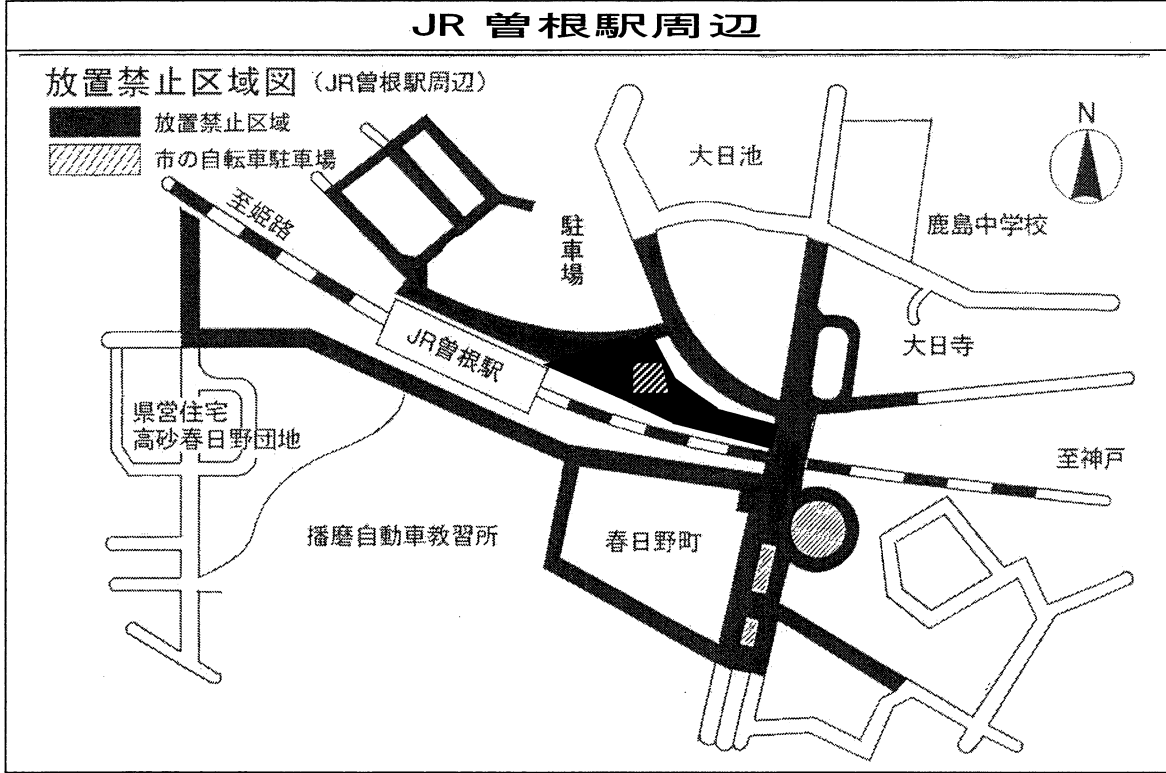 JR 曽根駅周辺
放置禁止区域図（JR曽根駅周辺）
放置禁止区域
市の自転車駐車場
至姫路
駐車場
大日池
N
鹿島中学校
大日寺
JR曽根駅
県営住宅
高砂春日野団地
至神戸
播磨自動車教習所
春日野町